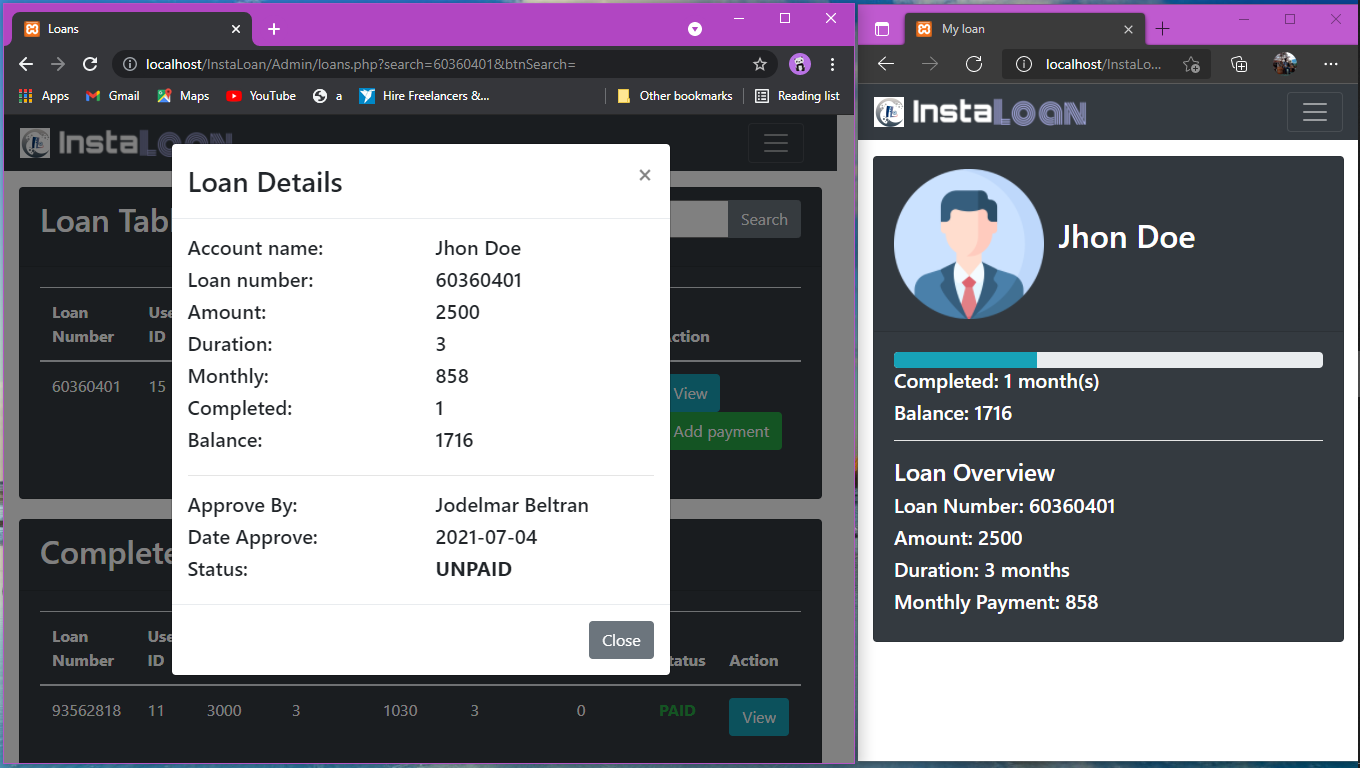 Loans
localhost/InstaLoan/Admin/loans.php?search=60360401&btnSearch=
Apps Gmail Maps YouTube a Hire Freelancers &... Other bookmarks Reading list
InstaLOAN
Loan Details ×
Loan Tab Search
Account name: Jhon Doe
Loan number: 60360401
Amount: 2500
Duration: 3
Monthly: 858
Completed: 1
Balance: 1716
Approve By: Jodelmar Beltran
Date Approve: 2021-07-04
Status: UNPAID
Close
Loan Number Use ID ction
60360401 15 View
Add payment
Complete
Loan Number Use ID tatus Action
93562818 11 3000 3 1030 3 0 PAID View
My loan
localhost/InstaLo...
InstaLOAN
Jhon Doe
Completed: 1 month(s)
Balance: 1716
Loan Overview
Loan Number: 60360401
Amount: 2500
Duration: 3 months
Monthly Payment: 858